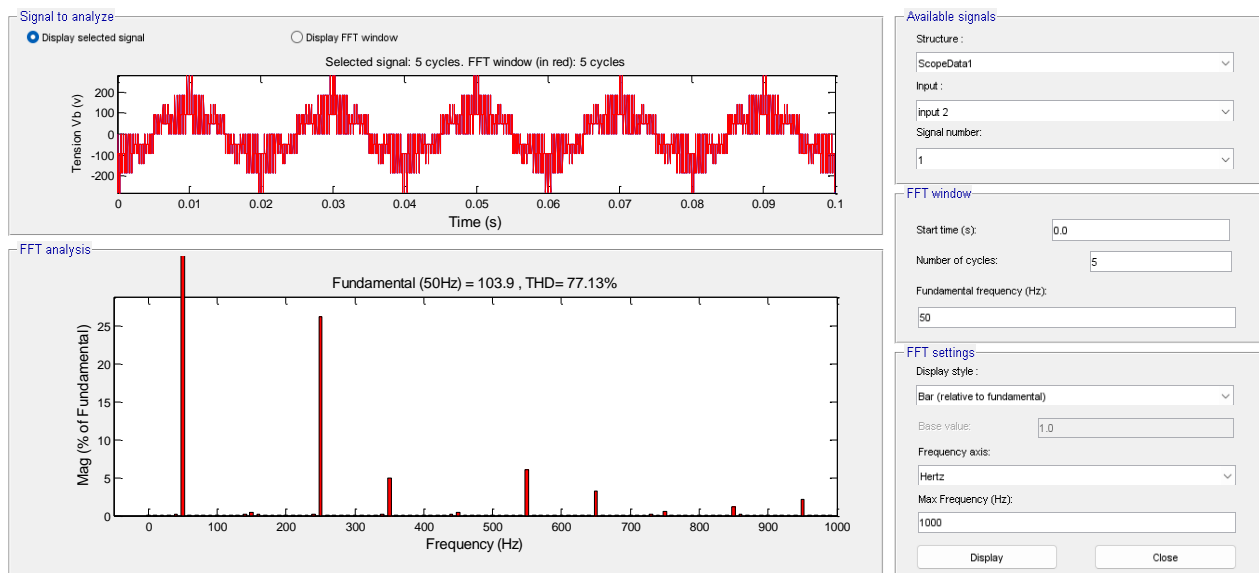 Signal to analyze
Display selected signal
Display FFT window
Selected signal: 5 cycles. FFT window (in red): 5 cycles
Tension Vb (v)
200
100
0
-100
-200
0 0.01 0.02 0.03 0.04 0.05 0.06 0.07 0.08 0.09 0.1
Time (s)
FFT analysis
Fundamental (50Hz) = 103.9 , THD= 77.13%
Mag (% of Fundamental)
25
20
15
10
5
0
0 100 200 300 400 500 600 700 800 900 1000
Frequency (Hz)
Available signals
Structure :
ScopeData1
Input :
input 2
Signal number:
1
FFT window
Start time (s): 0.0
Number of cycles: 5
Fundamental frequency (Hz):
50
FFT settings
Display style :
Bar (relative to fundamental)
Base value: 1.0
Frequency axis:
Hertz
Max Frequency (Hz):
1000
Display Close